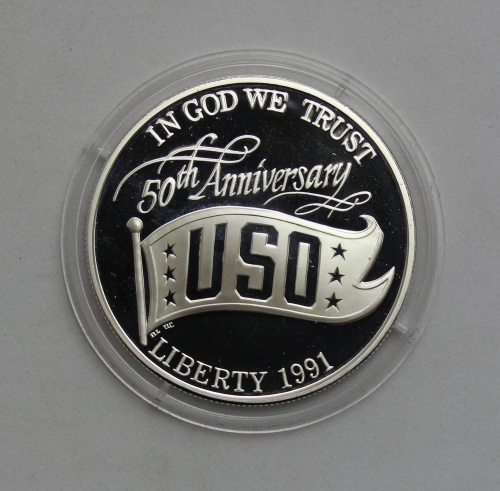 IN GOD WE TRUST
50th Anniversary
USO
LIBERTY 1991